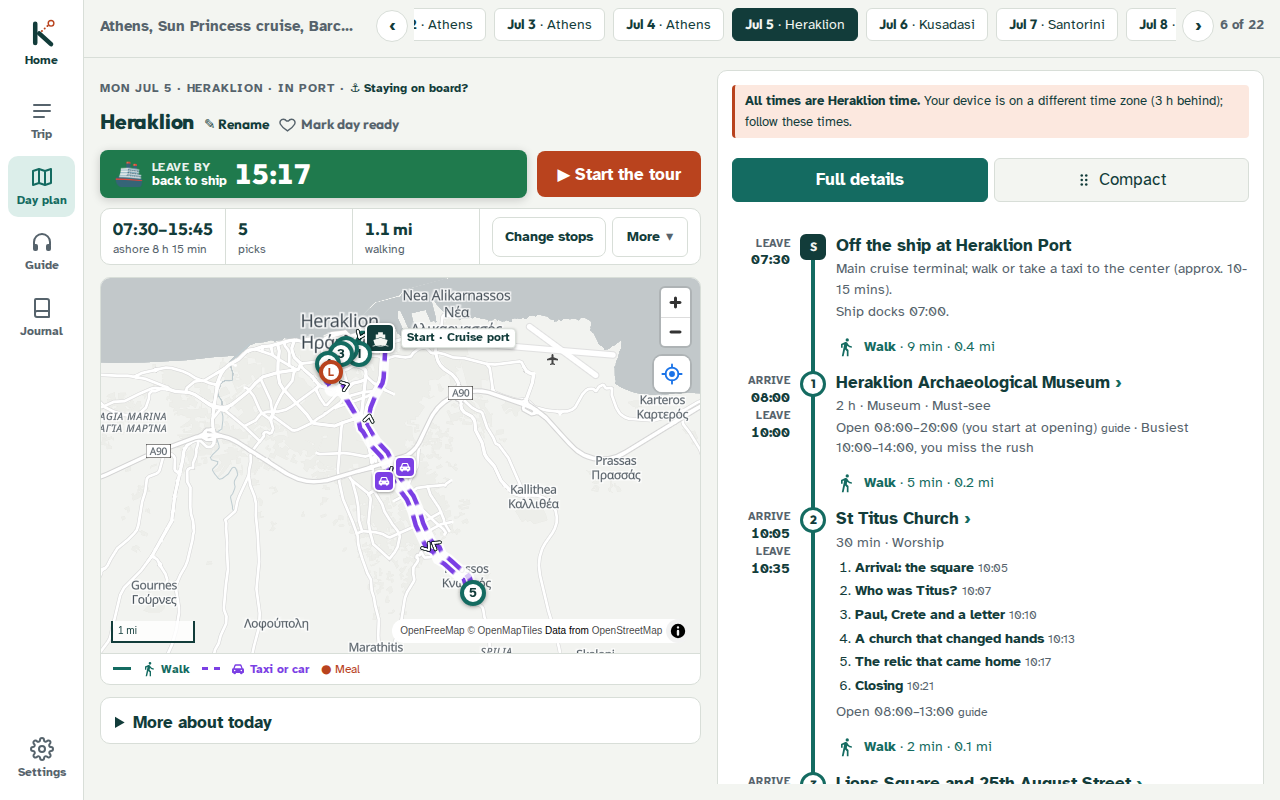 Home
Trip
Day plan
Guide
Journal
Settings
Athens, Sun Princess cruise, Barc...
‹
2 · Athens
Jul 3 · Athens
Jul 4 · Athens
Jul 5 · Heraklion
Jul 6 · Kusadasi
Jul 7 · Santorini
Jul 8 ·
›
6 of 22
MON JUL 5 · HERAKLION · IN PORT · ⚓ Staying on board?
Heraklion ✎ Rename ♡ Mark day ready
LEAVE BY
back to ship 15:17
▶ Start the tour
07:30–15:45
ashore 8 h 15 min
5
picks
1.1 mi
walking
Change stops
More ▾
Nea Alikarnassos
Νέα
Heraklion
Start · Cruise port
3
L
A90
Karteros
Καρτερός
AGIA MARINA
ΑΓΙΑ ΜΑΡΙΝΑ
A90
Prassas
Πρασσάς
Kallithea
Καλλιθέα
5
Gournes
Γούρνες
Λοφούπολη
Marathitis
1 mi
+
−
OpenFreeMap © OpenMapTiles Data from OpenStreetMap
Walk
Taxi or car
Meal
▶ More about today
All times are Heraklion time. Your device is on a different time zone (3 h behind);
follow these times.
Full details
Compact
LEAVE
07:30
S
Off the ship at Heraklion Port
Main cruise terminal; walk or take a taxi to the center (approx. 10–
15 mins).
Ship docks 07:00.
Walk · 9 min · 0.4 mi
ARRIVE
08:00
LEAVE
10:00
1
Heraklion Archaeological Museum ›
2 h · Museum · Must-see
Open 08:00–20:00 (you start at opening) guide · Busiest
10:00–14:00, you miss the rush
Walk · 5 min · 0.2 mi
ARRIVE
10:05
LEAVE
10:35
2
St Titus Church ›
30 min · Worship
1. Arrival: the square 10:05
2. Who was Titus? 10:07
3. Paul, Crete and a letter 10:10
4. A church that changed hands 10:13
5. The relic that came home 10:17
6. Closing 10:21
Open 08:00–13:00 guide
Walk · 2 min · 0.1 mi
ARRIVE
3
Lions Square and 25th August Street ›